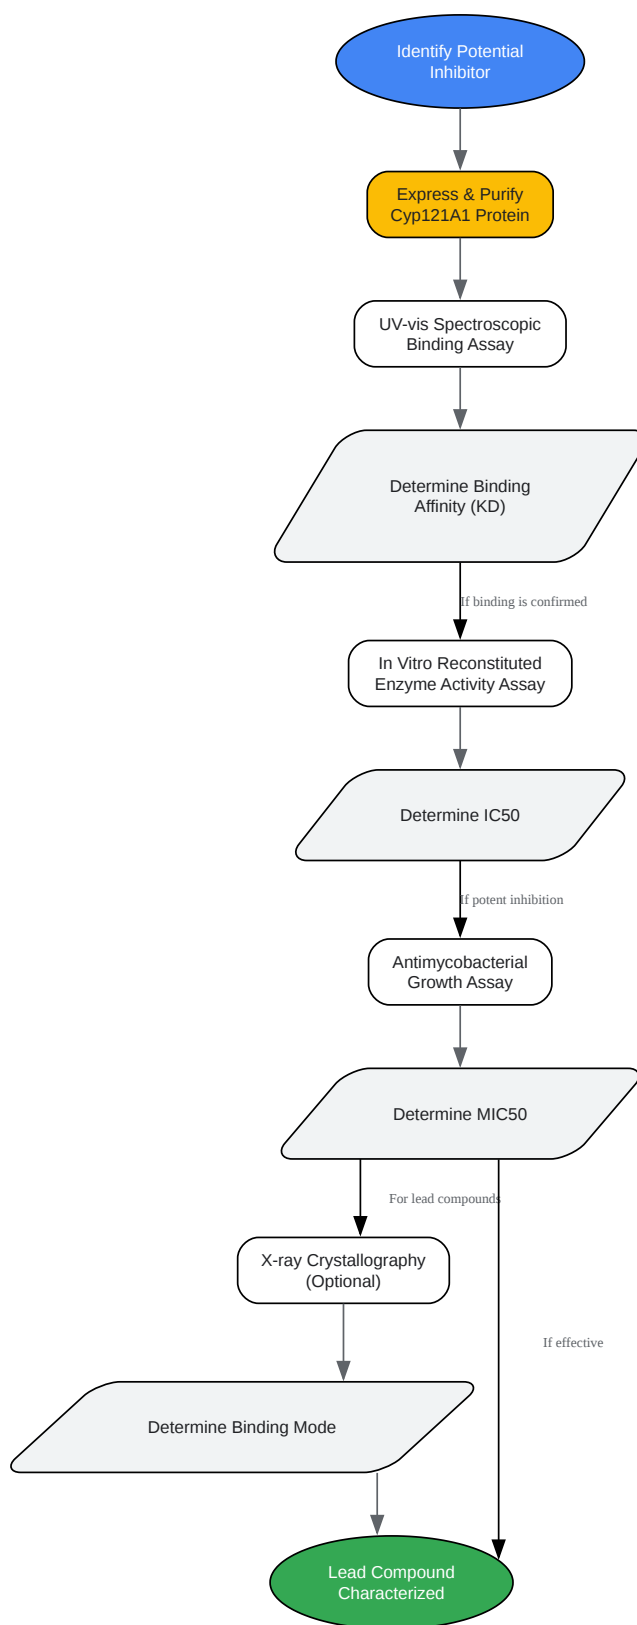 Identify Potential
Inhibitor
Express & Purify
Cyp121A1 Protein
UV-vis Spectroscopic
Binding Assay
Determine Binding
Affinity (KD)
If binding is confirmed
In Vitro Reconstituted
Enzyme Activity Assay
Determine IC50
If potent inhibition
Antimycobacterial
Growth Assay
Determine MIC50
For lead compounds
X-ray Crystallography
(Optional)
If effective
Determine Binding Mode
Lead Compound
Characterized